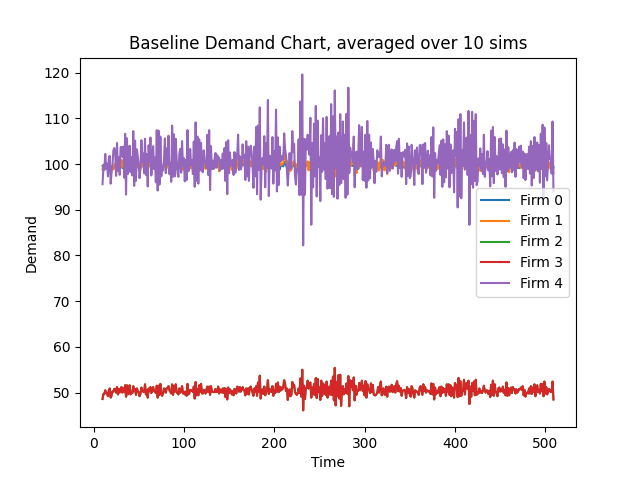 Baseline Demand Chart, averaged over 10 sims
120
110
100
90
80
70
60
50
Demand
Firm 0
Firm 1
Firm 2
Firm 3
Firm 4
0
100
200
300
400
500
Time